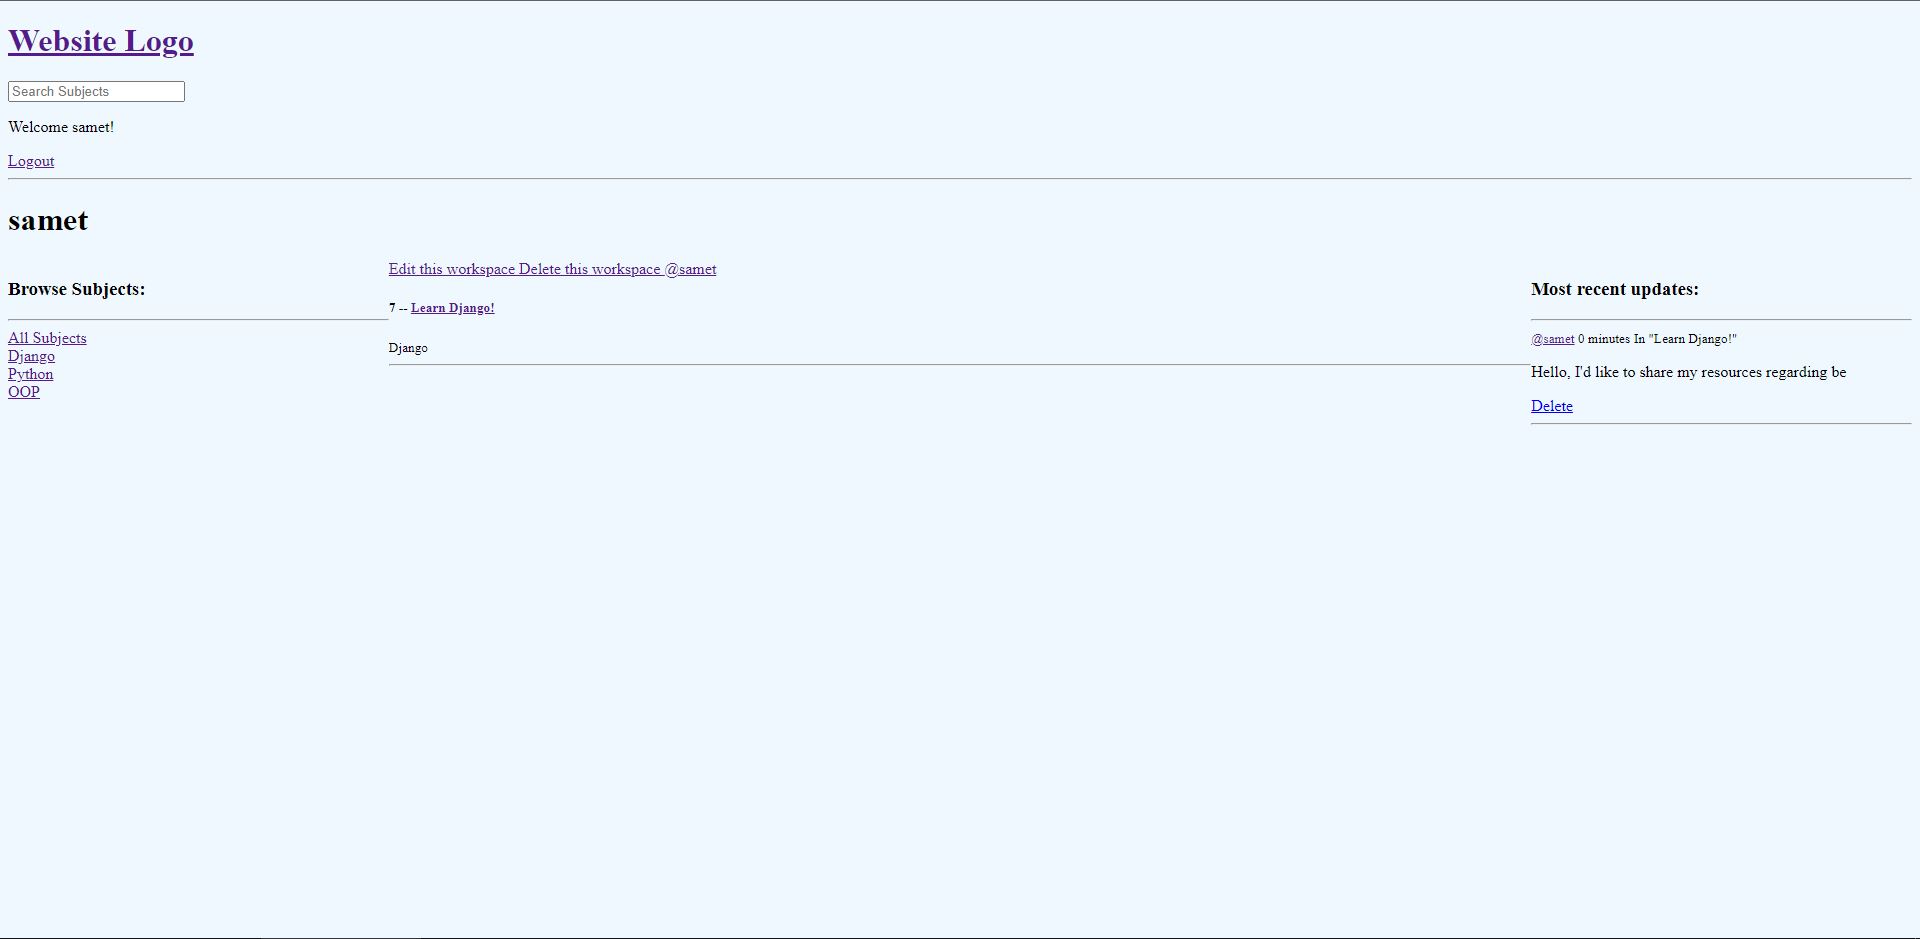 Website Logo
Search Subjects
Welcome samet!
Logout
samet
Browse Subjects:
All Subjects
Django
Python
OOP
Edit this workspace Delete this workspace @samet
7 -- Learn Django!
Django
Most recent updates:
@samet 0 minutes In "Learn Django!"
Hello, I'd like to share my resources regarding be
Delete